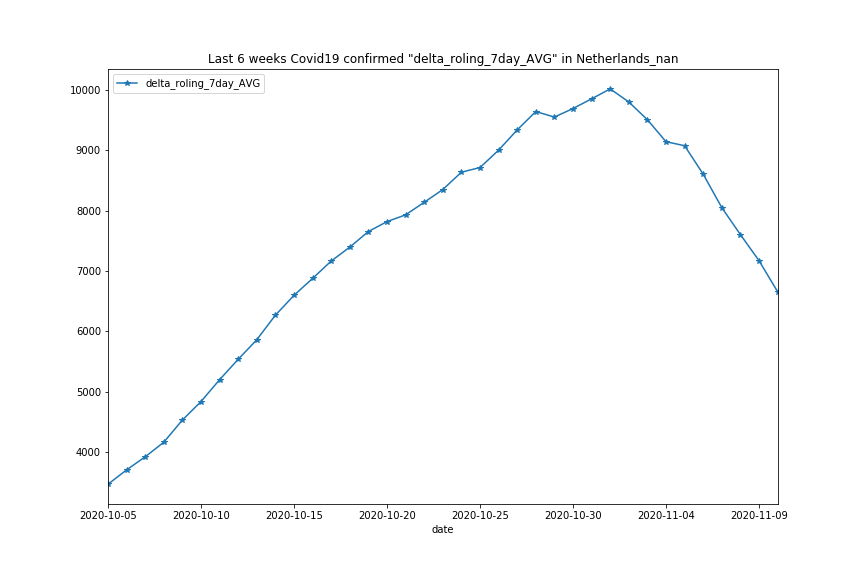 Last 6 weeks Covid19 confirmed "delta_roling_7day_AVG" in Netherlands_nan
delta_roling_7day_AVG
10000
9000
8000
7000
6000
5000
4000
2020-10-05 2020-10-10 2020-10-15 2020-10-20 2020-10-25 2020-10-30 2020-11-04 2020-11-09
date